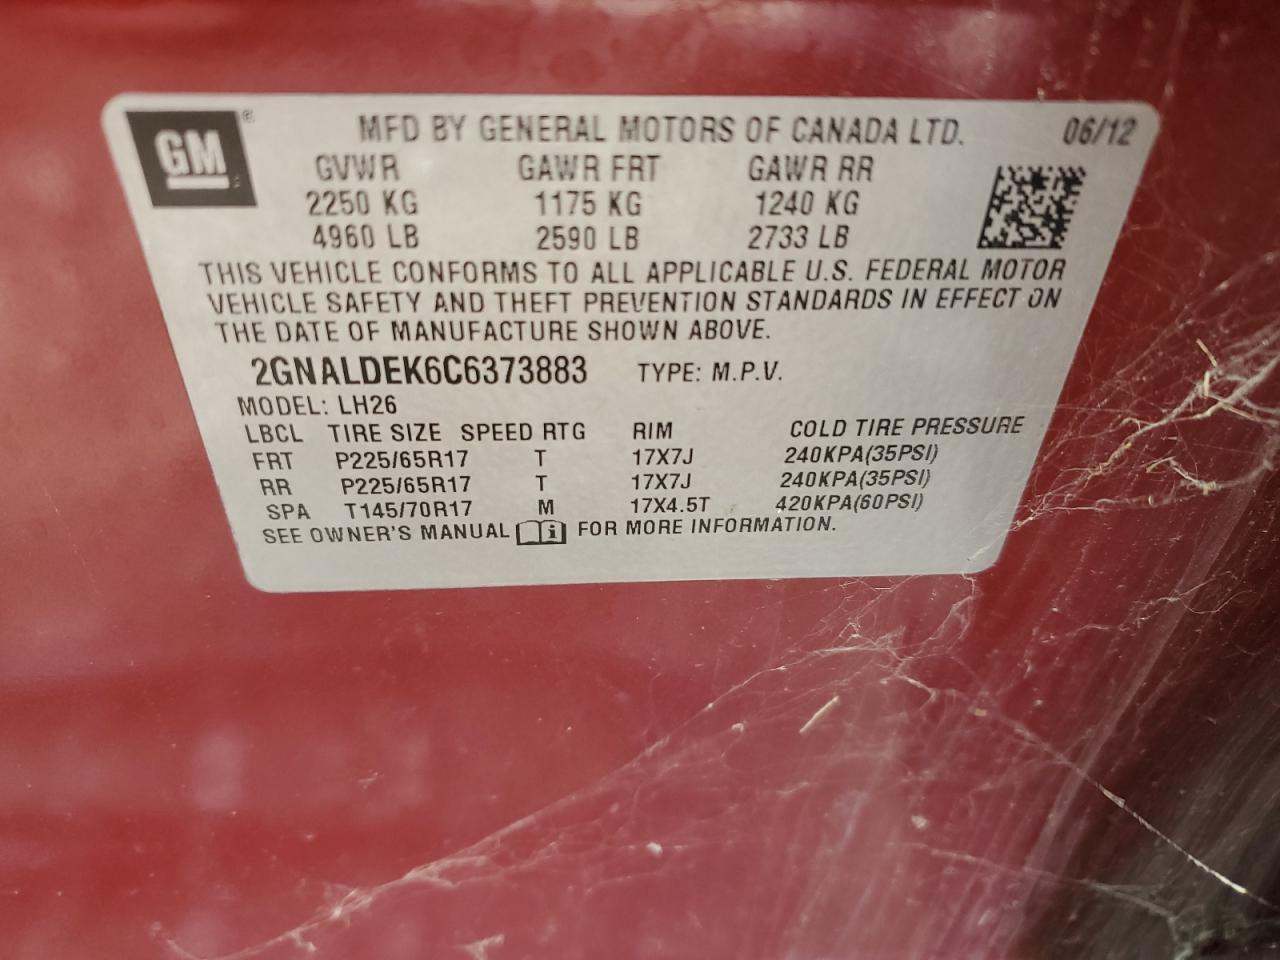 GM® MFD BY GENERAL MOTORS OF CANADA LTD. 06/12
GVWR GAWR FRT GAWR RR
2250 KG 1175 KG 1240 KG
4960 LB 2590 LB 2733 LB
THIS VEHICLE CONFORMS TO ALL APPLICABLE U.S. FEDERAL MOTOR
VEHICLE SAFETY AND THEFT PREVENTION STANDARDS IN EFFECT ON
THE DATE OF MANUFACTURE SHOWN ABOVE.
2GNALDEK6C6373883 TYPE: M.P.V.
MODEL: LH26
LBCL TIRE SIZE SPEED RTG RIM COLD TIRE PRESSURE
FRT P225/65R17 T 17X7J 240KPA(35PSI)
RR P225/65R17 T 17X7J 240KPA(35PSI)
SPA T145/70R17 M 17X4.5T 420KPA(60PSI)
SEE OWNER'S MANUAL i FOR MORE INFORMATION.